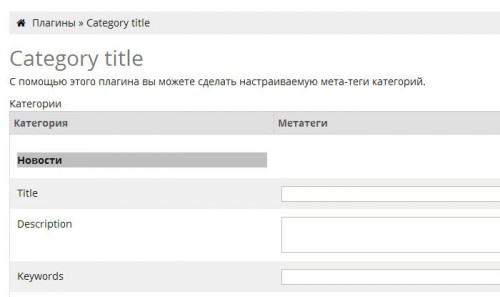 Плагины » Category title
Category title
С помощью этого плагина вы можете сделать настраиваемую мета-теги категорий.
Категории
Категория Метатеги
Новости
Title
Description
Keywords